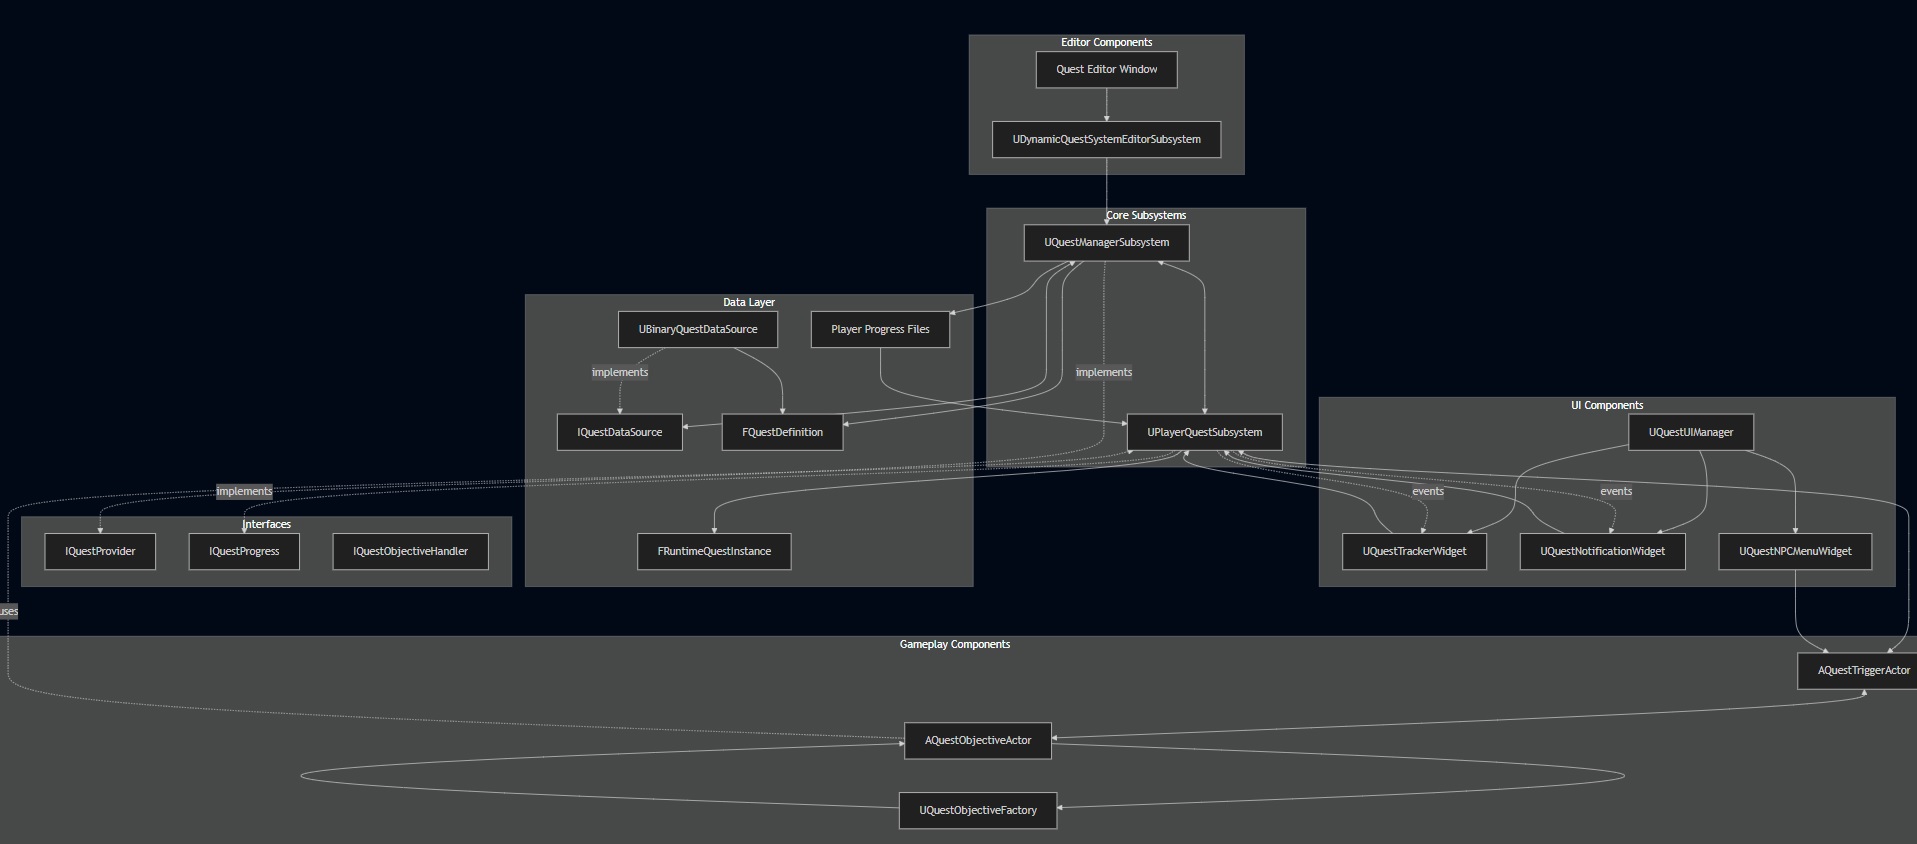 Editor Components
Quest Editor Window
UDynamicQuestSystemEditorSubsystem
Core Subsystems
UQuestManagerSubsystem
Data Layer
UBinaryQuestDataSource
Player Progress Files
implements
implements
UI Components
IQuestDataSource
FQuestDefinition
UPlayerQuestSubsystem
UQuestUIManager
implements
events
events
Interfaces
IQuestProvider
IQuestProgress
IQuestObjectiveHandler
FRuntimeQuestInstance
UQuestTrackerWidget
UQuestNotificationWidget
UQuestNPCMenuWidget
uses
Gameplay Components
AQuestTriggerActor
AQuestObjectiveActor
UQuestObjectiveFactory